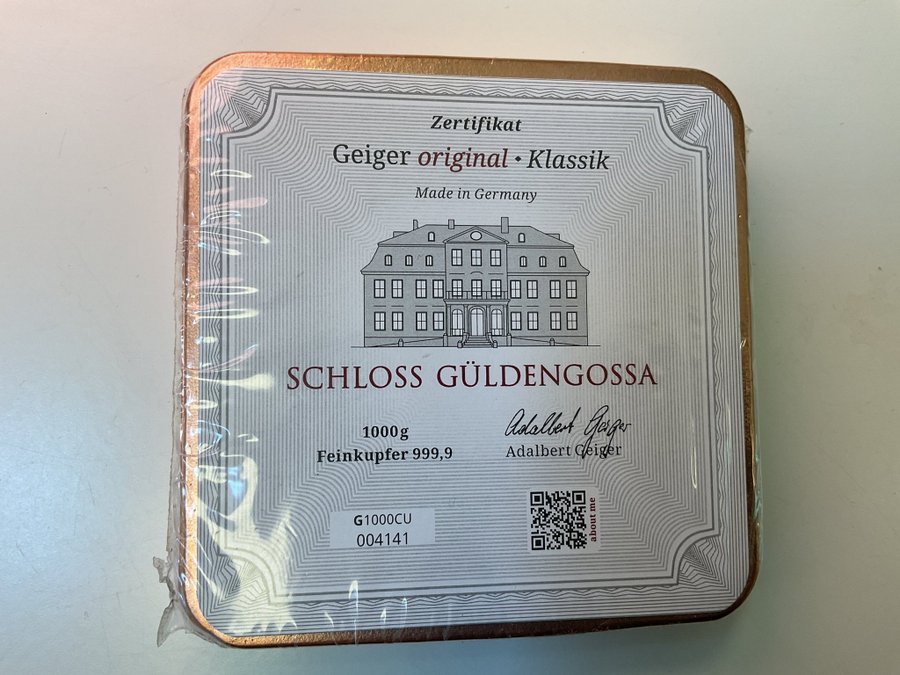 Zertifikat
Geiger original • Klassik
Made in Germany
SCHLOSS GÜLDENGOSSA
1000g
Feinkupfer 999,9
Adalbert Geiger
Adalbert Geiger
G1000CU
004141
about me